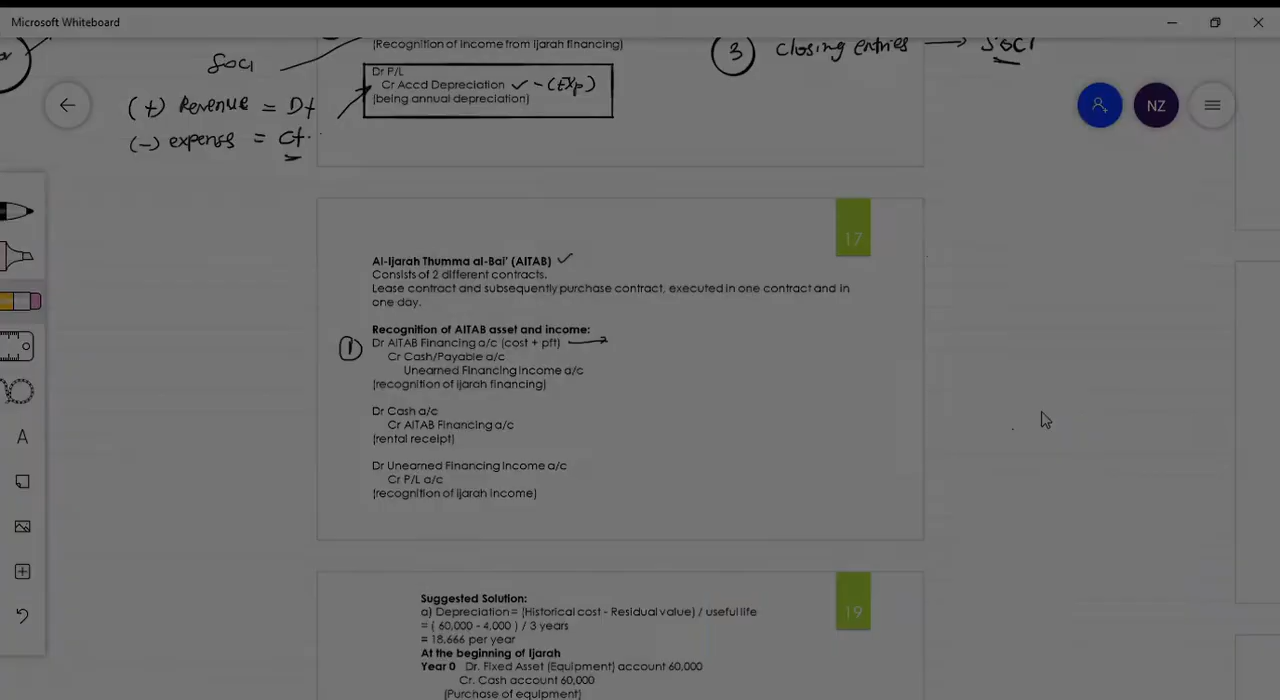 Microsoft Whiteboard
(Recognition of income from ijarah financing)
SOCI
③ closing entries → SOCI
Dr P/L
Cr Accd Depreciation ✓ - (Exp)
(being annual depreciation)
(+) Revenue = Dt
(-) expense = Ct.
NZ
17
Al-Ijarah Thumma al-Bai' (AITAB) ✓
Consists of 2 different contracts.
Lease contract and subsequently purchase contract, executed in one contract and in
one day.
Recognition of AITAB asset and income:
① Dr AITAB Financing a/c (cost + pft) →
Cr Cash/Payable a/c
Unearned Financing Income a/c
(recognition of ijarah financing)
Dr Cash a/c
Cr AITAB Financing a/c
(rental receipt)
Dr Unearned Financing Income a/c
Cr P/L a/c
(recognition of ijarah income)
A
19
Suggested Solution:
a) Depreciation = (Historical cost - Residual value) / useful life
= ( 60,000 - 4,000 ) / 3 years
= 18,666 per year
At the beginning of Ijarah
Year 0 Dr. Fixed Asset (Equipment) account 60,000
Cr. Cash account 60,000
(Purchase of equipment)